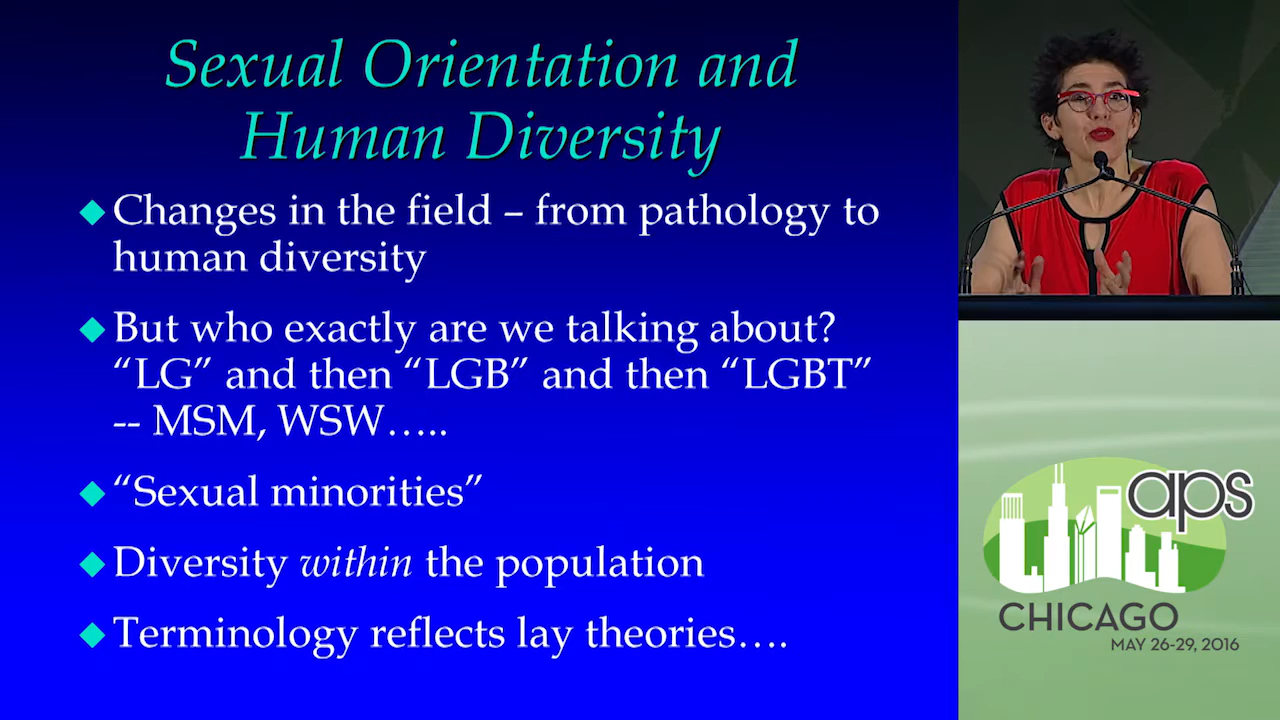 Sexual Orientation and
Human Diversity
Changes in the field – from pathology to
human diversity
But who exactly are we talking about?
“LG” and then “LGB” and then “LGBT”
-- MSM, WSW…..
“Sexual minorities”
Diversity within the population
Terminology reflects lay theories….
aps
CHICAGO
MAY 26-29, 2016